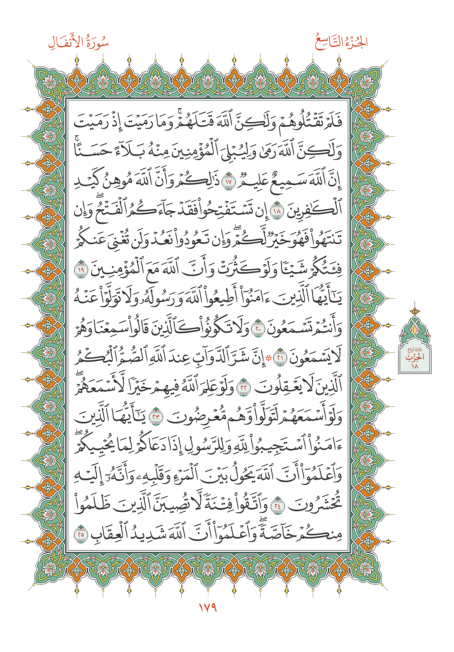 الجُزْءُ التَّاسِعُ
سُورَةُ الأَنفَالِ
فَلَمْ تَقْتُلُوهُمْ وَلَٰكِنَّ ٱللَّهَ قَتَلَهُمْ ۚ وَمَا رَمَيْتَ إِذْ رَمَيْتَ
وَلَٰكِنَّ ٱللَّهَ رَمَىٰ وَلِيُبْلِىَ ٱلْمُؤْمِنِينَ مِنْهُ بَلَآءً حَسَنًا ۚ
إِنَّ ٱللَّهَ سَمِيعٌ عَلِيمٌ ١٧ ذَٰلِكُمْ وَأَنَّ ٱللَّهَ مُوهِنُ كَيْدِ
ٱلْكَٰفِرِينَ ١٨ إِن تَسْتَفْتِحُوا۟ فَقَدْ جَآءَكُمُ ٱلْفَتْحُ ۖ وَإِن
تَنتَهُوا۟ فَهُوَ خَيْرٌ لَّكُمْ ۖ وَإِن تَعُودُوا۟ نَعُدْ وَلَن تُغْنِىَ عَنكُمْ
فِئَتُكُمْ شَيْـًٔا وَلَوْ كَثُرَتْ وَأَنَّ ٱللَّهَ مَعَ ٱلْمُؤْمِنِينَ ١٩
يَٰٓأَيُّهَا ٱلَّذِينَ ءَامَنُوٓا۟ أَطِيعُوا۟ ٱللَّهَ وَرَسُولَهُۥ وَلَا تَوَلَّوْا۟ عَنْهُ
وَأَنتُمْ تَسْمَعُونَ ٢٠ وَلَا تَكُونُوا۟ كَٱلَّذِينَ قَالُوا۟ سَمِعْنَا وَهُمْ
لَا يَسْمَعُونَ ٢١ ۞ إِنَّ شَرَّ ٱلدَّوَآبِّ عِندَ ٱللَّهِ ٱلصُّمُّ ٱلْبُكْمُ
ٱلَّذِينَ لَا يَعْقِلُونَ ٢٢ وَلَوْ عَلِمَ ٱللَّهُ فِيهِمْ خَيْرًا لَّأَسْمَعَهُمْ ۖ
وَلَوْ أَسْمَعَهُمْ لَتَوَلَّوا۟ وَّهُم مُّعْرِضُونَ ٢٣ يَٰٓأَيُّهَا ٱلَّذِينَ
ءَامَنُوا۟ ٱسْتَجِيبُوا۟ لِلَّهِ وَلِلرَّسُولِ إِذَا دَعَاكُمْ لِمَا يُحْيِيكُمْ ۖ
وَٱعْلَمُوٓا۟ أَنَّ ٱللَّهَ يَحُولُ بَيْنَ ٱلْمَرْءِ وَقَلْبِهِۦ وَأَنَّهُۥٓ إِلَيْهِ
تُحْشَرُونَ ٢٤ وَٱتَّقُوا۟ فِتْنَةً لَّا تُصِيبَنَّ ٱلَّذِينَ ظَلَمُوا۟
مِنكُمْ خَآصَّةً ۖ وَٱعْلَمُوٓا۟ أَنَّ ٱللَّهَ شَدِيدُ ٱلْعِقَابِ ٢٥
الحِزْبُ
١٨
١٧٩